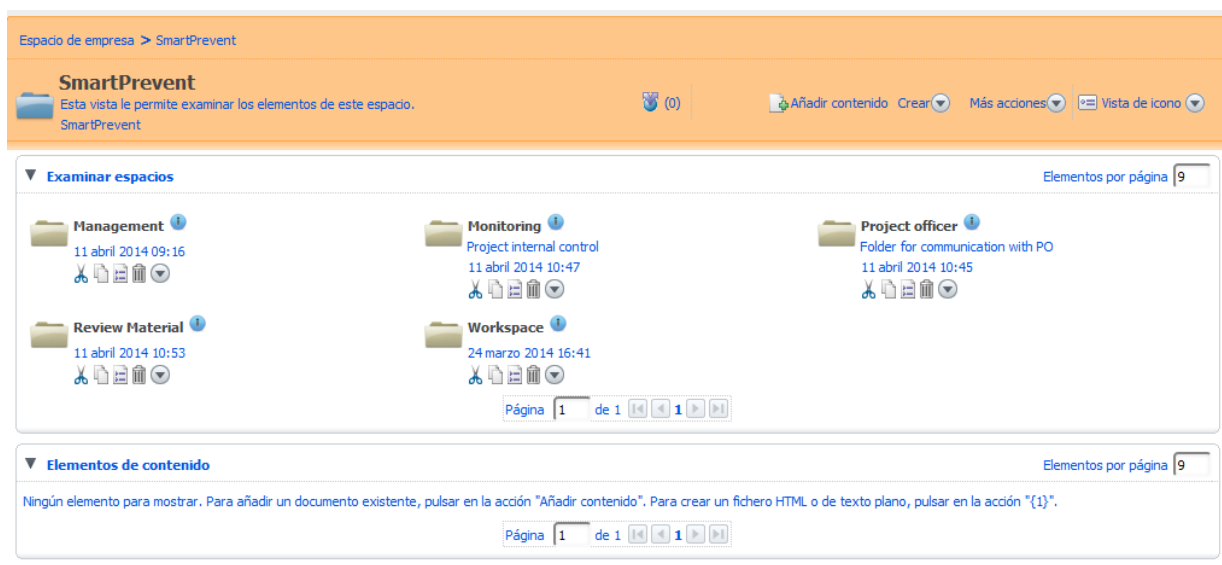 Espacio de empresa > SmartPrevent
SmartPrevent
Esta vista le permite examinar los elementos de este espacio.
SmartPrevent
(0)
Añadir contenido Crear Más acciones Vista de icono
Examinar espacios
Elementos por página 9
Management
11 abril 2014 09:16
Monitoring
Project internal control
11 abril 2014 10:47
Project officer
Folder for communication with PO
11 abril 2014 10:45
Review Material
11 abril 2014 10:53
Workspace
24 marzo 2014 16:41
Página 1 de 1 1
Elementos de contenido
Elementos por página 9
Ningún elemento para mostrar. Para añadir un documento existente, pulsar en la acción "Añadir contenido". Para crear un fichero HTML o de texto plano, pulsar en la acción "{1}".
Página 1 de 1 1